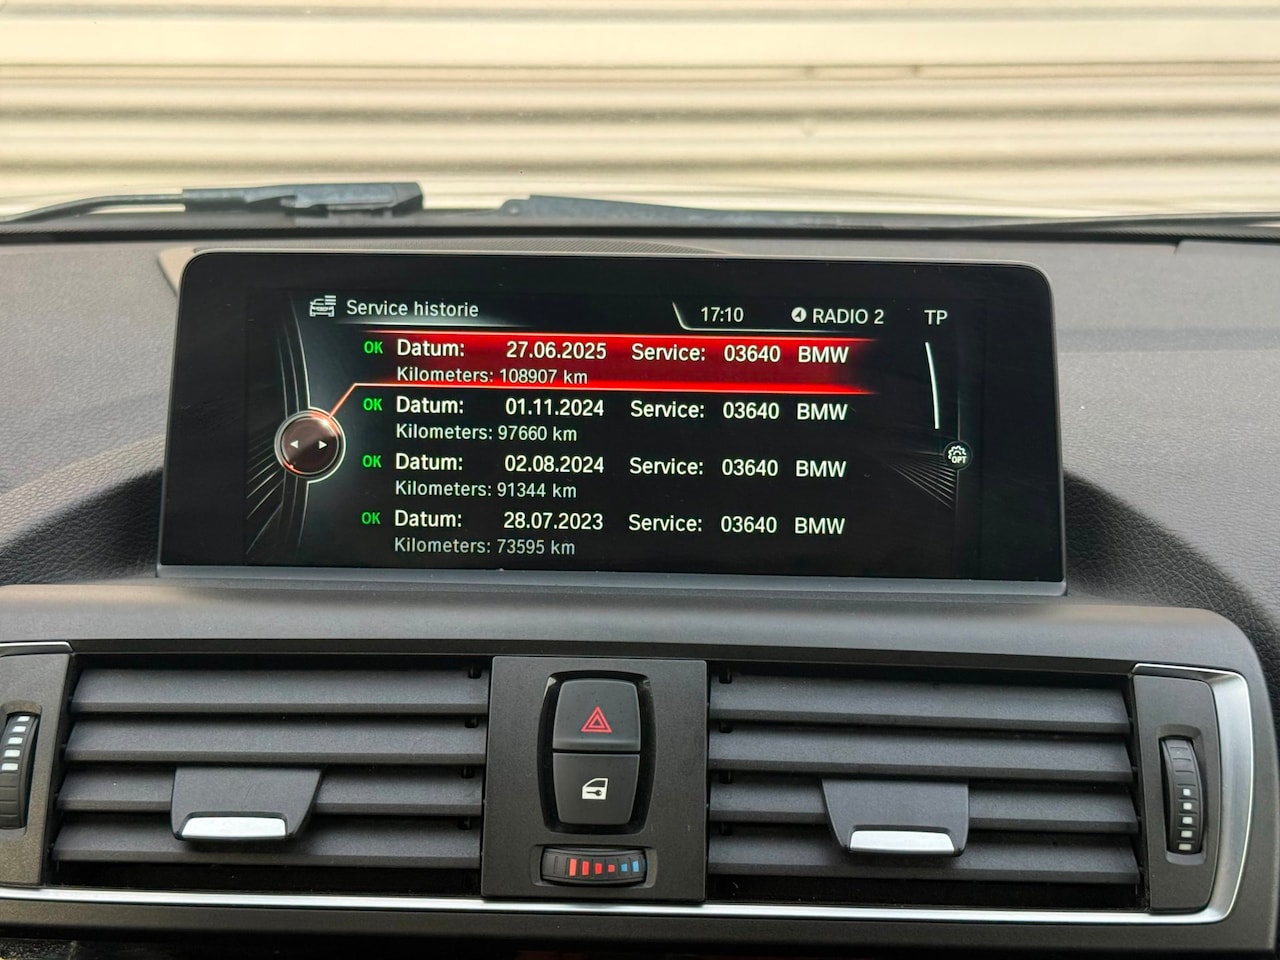 Service historie 17:10 RADIO 2 TP
OK Datum: 27.06.2025 Service: 03640 BMW
Kilometers: 108907 km
OK Datum: 01.11.2024 Service: 03640 BMW
Kilometers: 97660 km
OPT
OK Datum: 02.08.2024 Service: 03640 BMW
Kilometers: 91344 km
OK Datum: 28.07.2023 Service: 03640 BMW
Kilometers: 73595 km